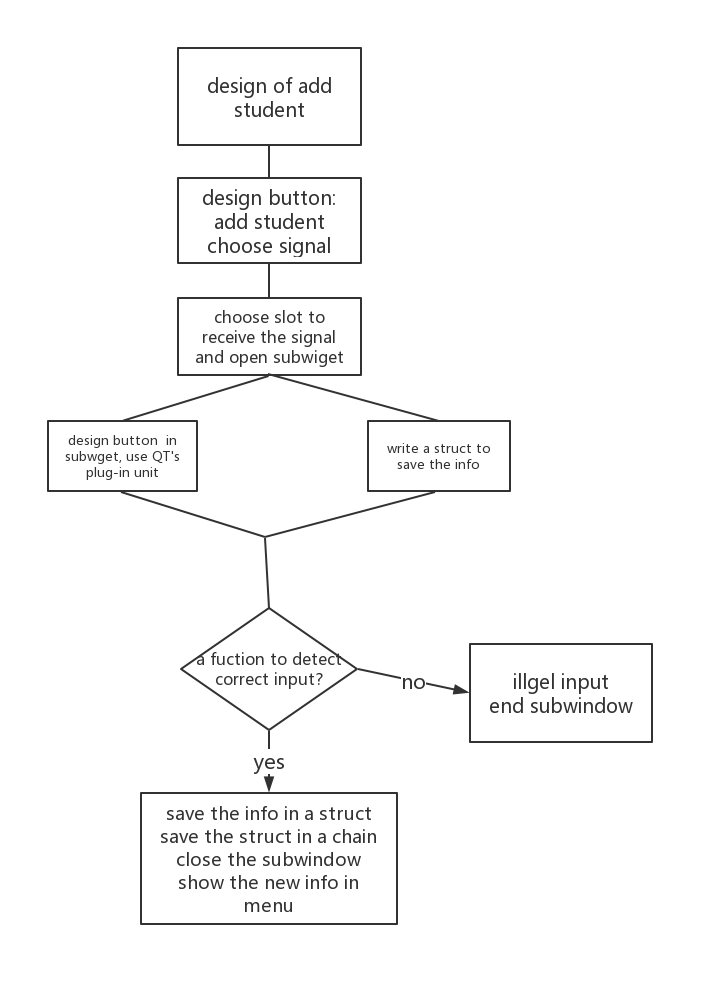 design of add
student
design button:
add student
choose signal
choose slot to
receive the signal
and open subwiget
design button  in
subwget, use QT's
plug-in unit
write a struct to
save the info
a fuction to detect
correct input?
no
illgel input
end subwindow
yes
save the info in a struct
save the struct in a chain
close the subwindow
show the new info in
menu